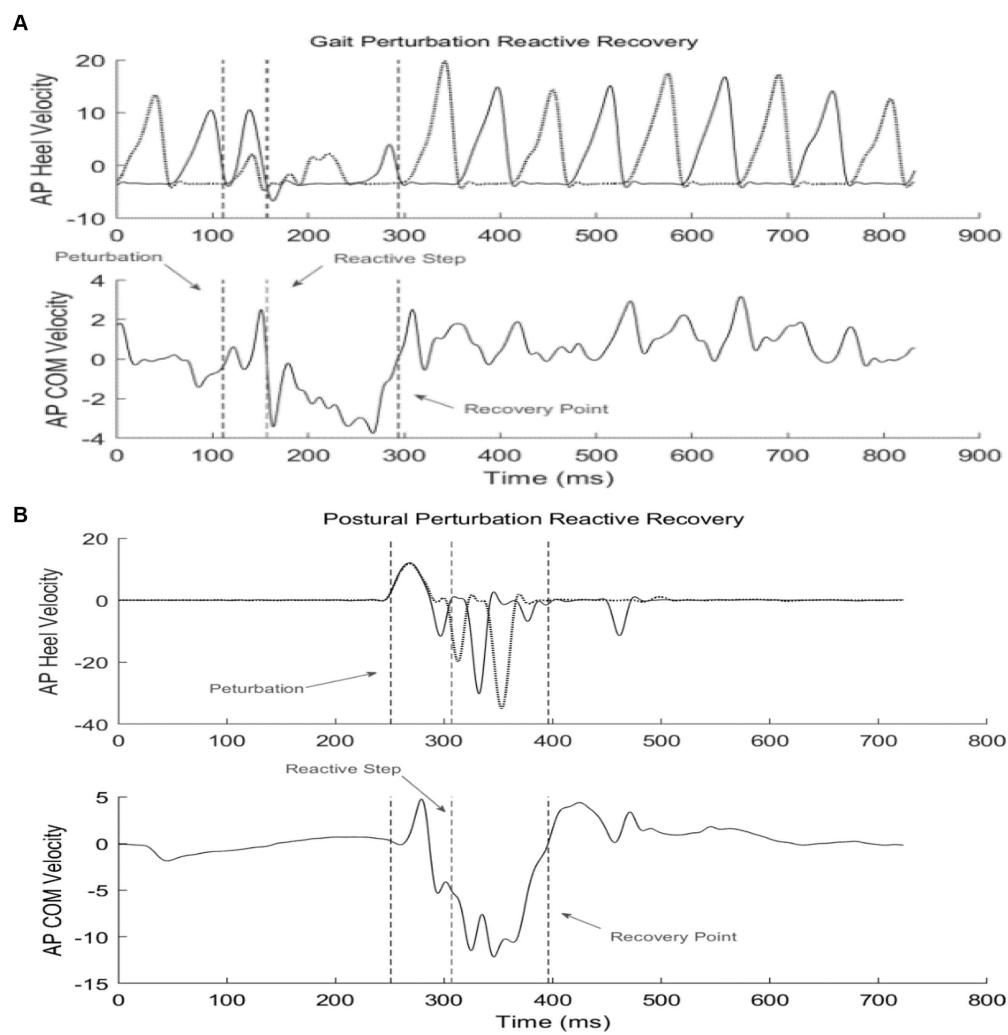 A
Gait Perturbation Reactive Recovery
AP Heel Velocity
20
10
0
-10
0 100 200 300 400 500 600 700 800 900
Peturbation
Reactive Step
AP COM Velocity
4
2
0
-2
-4
Recovery Point
0 100 200 300 400 500 600 700 800 900
Time (ms)
B
Postural Perturbation Reactive Recovery
AP Heel Velocity
20
0
-20
-40
Peturbation
0 100 200 300 400 500 600 700 800
Reactive Step
AP COM Velocity
5
0
-5
-10
-15
Recovery Point
0 100 200 300 400 500 600 700 800
Time (ms)